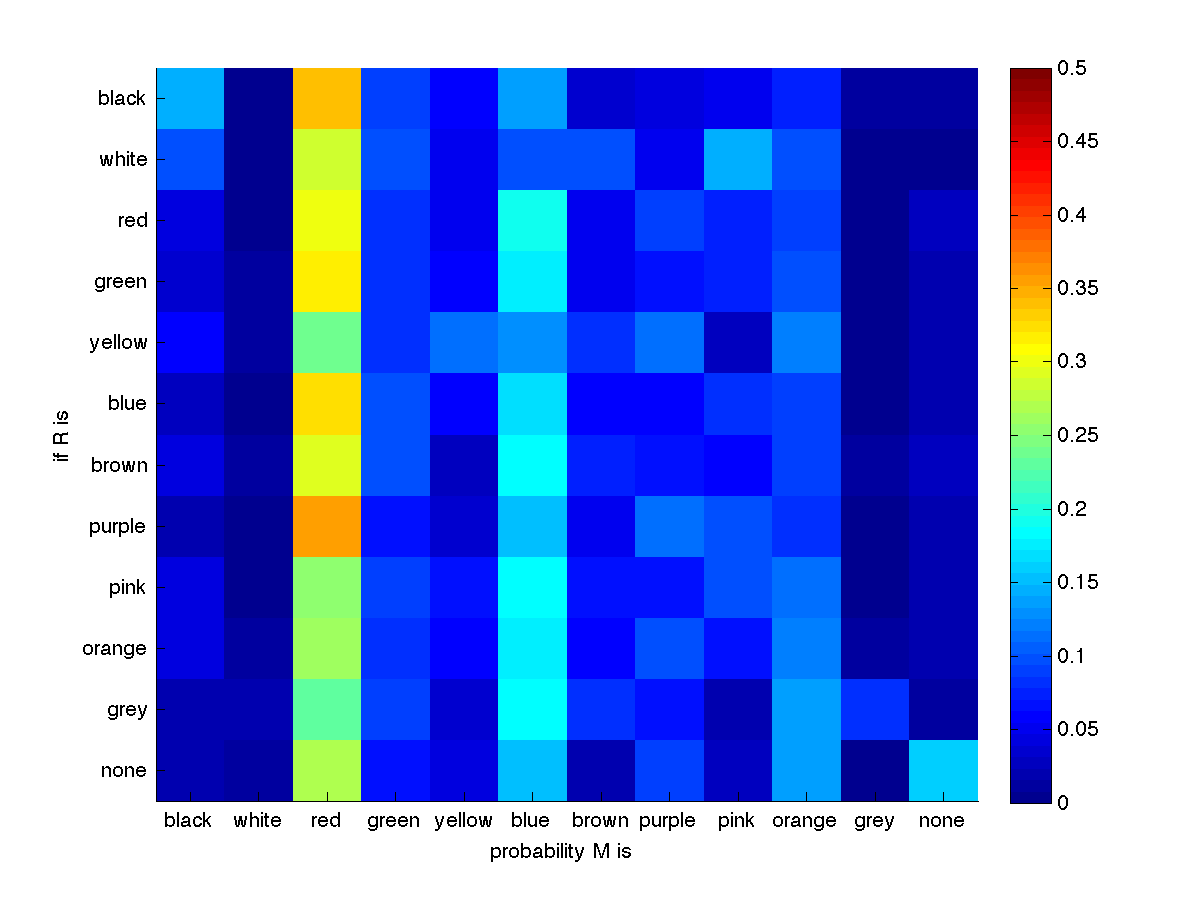 0.5
black
0.45
white
0.4
red
0.35
green
0.3
yellow
0.25
blue
if R is
brown
0.2
purple
0.15
pink
0.1
orange
0.05
grey
none
0
black white red green yellow blue brown purple pink orange grey none
probability M is